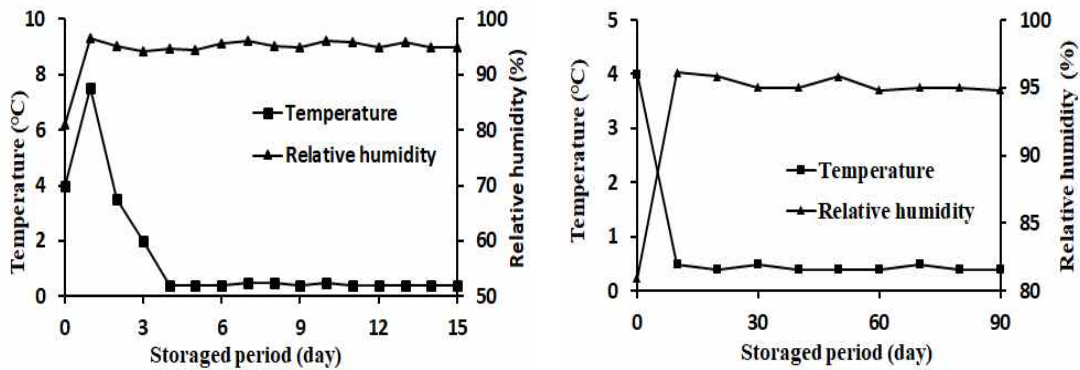 Temperature (°C)
10
8
6
4
2
0
100
90
80
70
60
50
Relative humidity (%)
Temperature
Relative humidity
0 3 6 9 12 15
Storaged period (day)
Temperature (°C)
5
4
3
2
1
0
100
95
90
85
80
Relative humidity (%)
Temperature
Relative humidity
0 30 60 90
Storaged period (day)